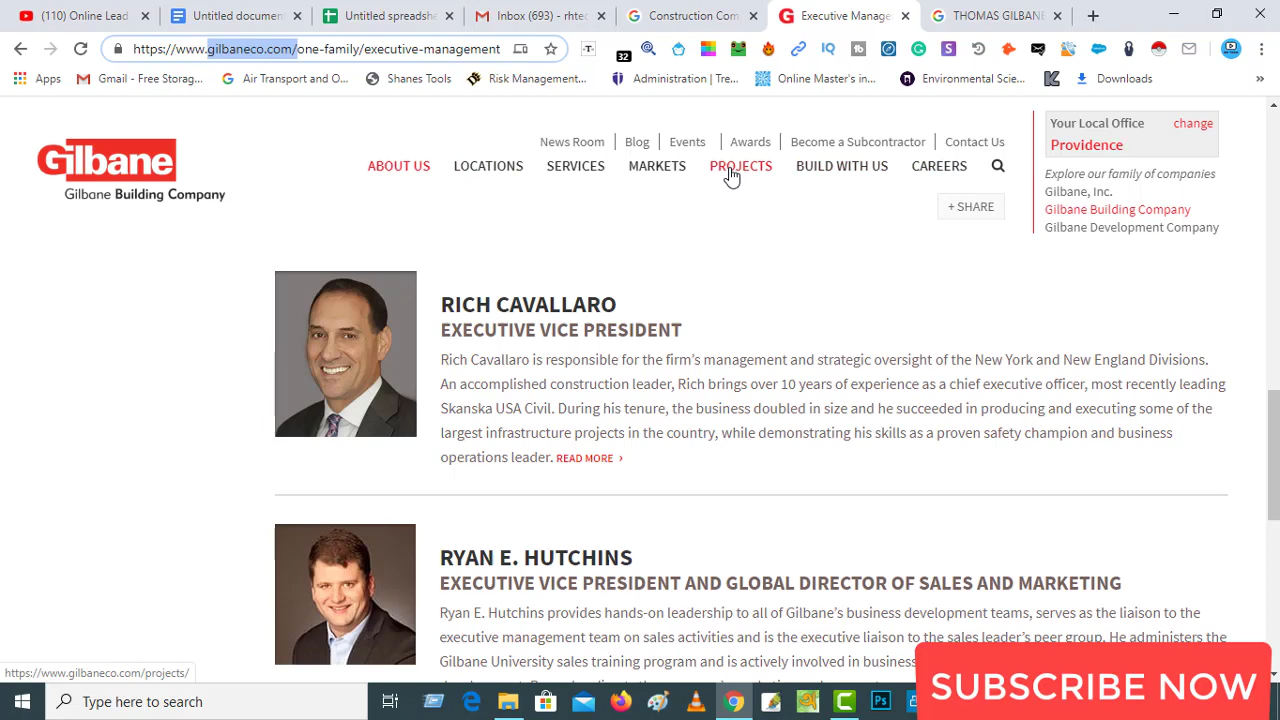 (110) Online Lead
Untitled document
Untitled spreadshe
Inbox (693) - rhtec
Construction Com
Executive Manage
THOMAS GILBANE
https://www.gilbaneco.com/one-family/executive-management
32
Apps
Gmail - Free Storag...
Air Transport and O...
Shanes Tools
Risk Management...
Administration | Tre...
Online Master's in...
Environmental Scie...
Downloads
»
Gilbane
Gilbane Building Company
News Room
Blog
Events
Awards
Become a Subcontractor
Contact Us
ABOUT US
LOCATIONS
SERVICES
MARKETS
PROJECTS
BUILD WITH US
CAREERS
+ SHARE
Your Local Office
change
Providence
Explore our family of companies
Gilbane, Inc.
Gilbane Building Company
Gilbane Development Company
RICH CAVALLARO
EXECUTIVE VICE PRESIDENT
Rich Cavallaro is responsible for the firm's management and strategic oversight of the New York and New England Divisions.
An accomplished construction leader, Rich brings over 10 years of experience as a chief executive officer, most recently leading
Skanska USA Civil. During his tenure, the business doubled in size and he succeeded in producing and executing some of the
largest infrastructure projects in the country, while demonstrating his skills as a proven safety champion and business
operations leader. READ MORE ›
RYAN E. HUTCHINS
EXECUTIVE VICE PRESIDENT AND GLOBAL DIRECTOR OF SALES AND MARKETING
Ryan E. Hutchins provides hands-on leadership to all of Gilbane's business development teams, serves as the liaison to the
executive management team on sales activities and is the executive liaison to the sales leader's peer group. He administers the
Gilbane University sales training program and is actively involved in business
https://www.gilbaneco.com/projects/
SUBSCRIBE NOW
Type here to search